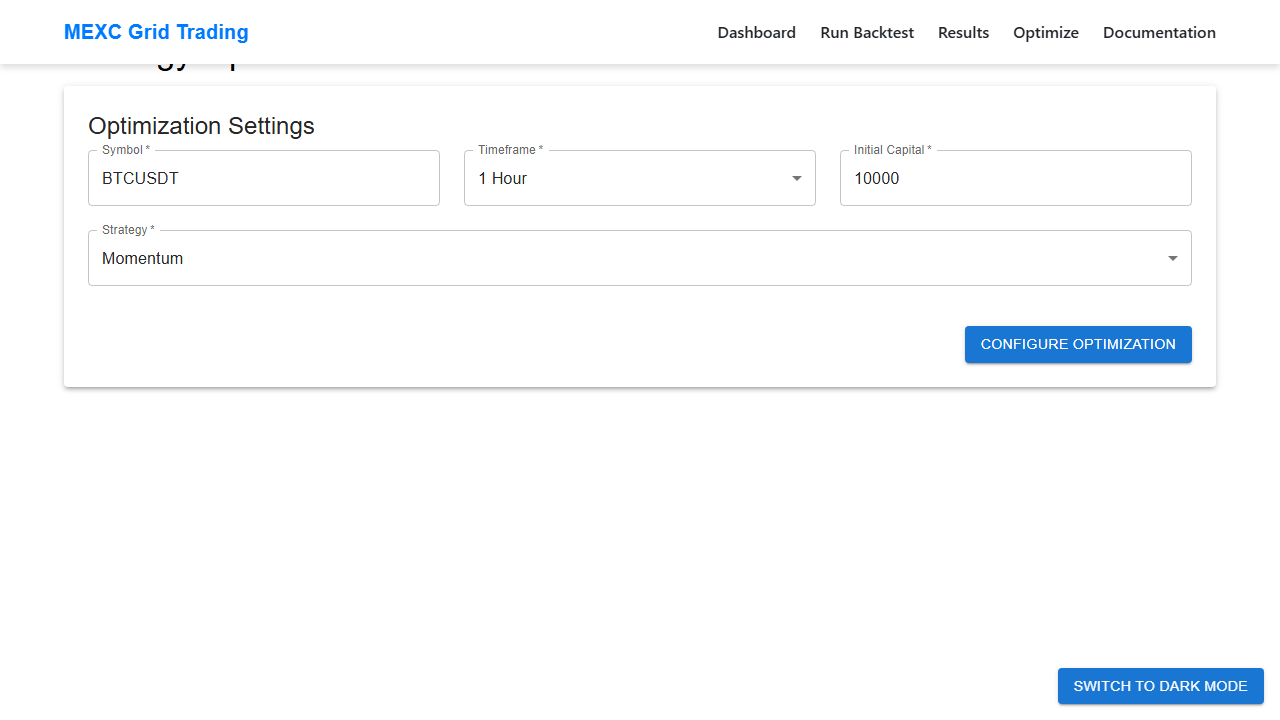 MEXC Grid Trading
Dashboard
Run Backtest
Results
Optimize
Documentation
Optimization Settings
Symbol *
BTCUSDT
Timeframe *
1 Hour
Initial Capital *
10000
Strategy *
Momentum
CONFIGURE OPTIMIZATION
SWITCH TO DARK MODE